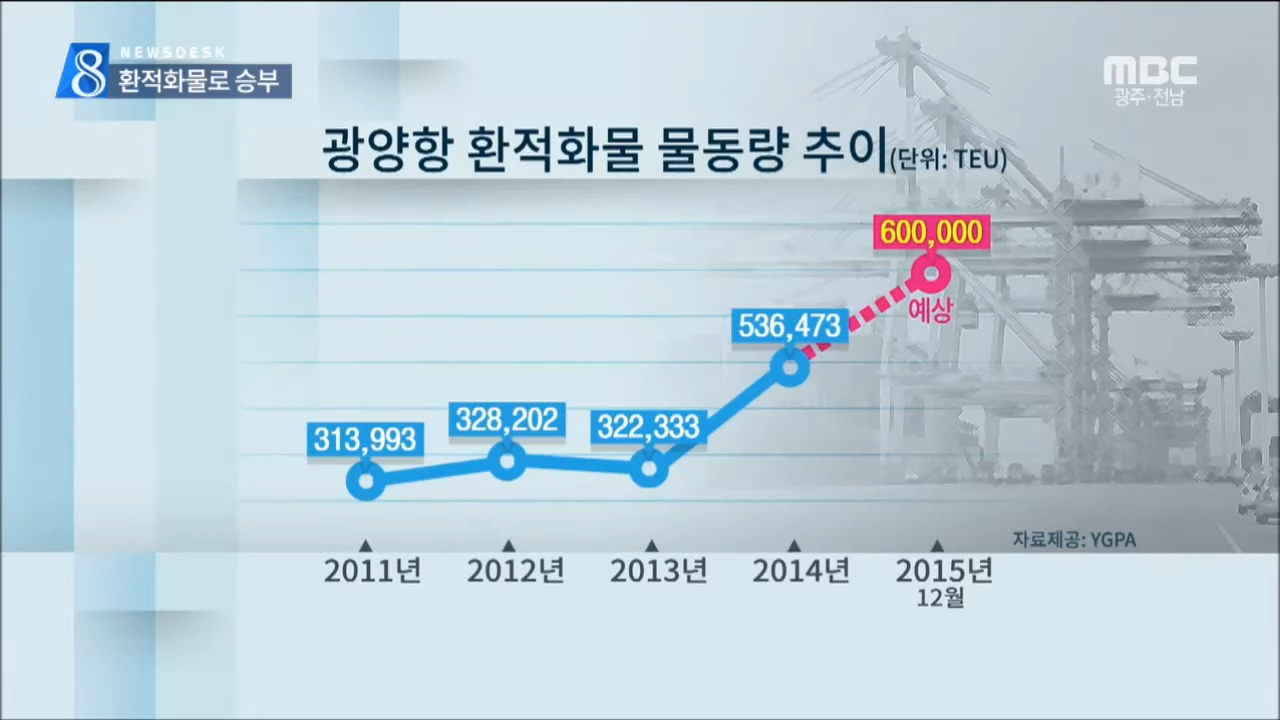 8 NEWSDESK
환적화물로 승부
MBC
광주·전남
광양항 환적화물 물동량 추이(단위: TEU)
600,000
예상
536,473
328,202
322,333
313,993
자료제공: YGPA
2011년 2012년 2013년 2014년 2015년
12월